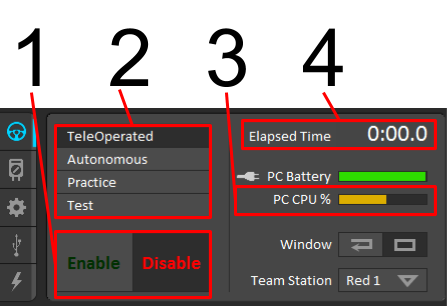 1 2 3 4
TeleOperated
Autonomous
Practice
Test
Enable Disable
Elapsed Time 0:00.0
PC Battery
PC CPU %
Window
Team Station Red 1